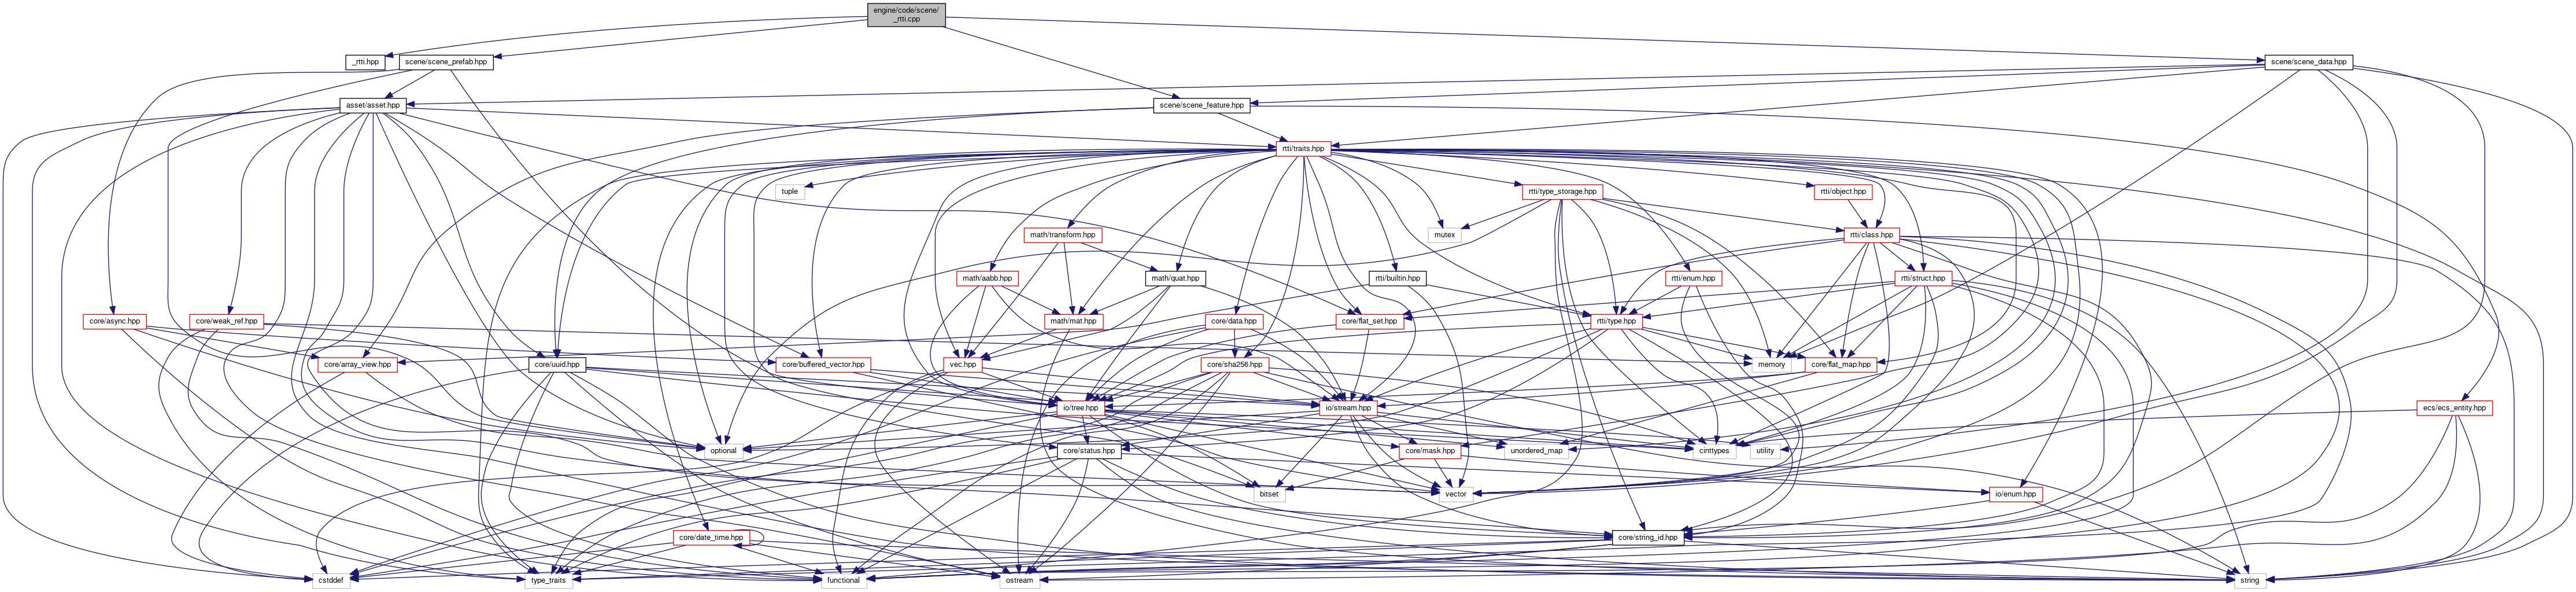 engine/code/scene/
_rtti.cpp
_rtti.hpp
scene/scene_prefab.hpp
scene/scene_data.hpp
asset/asset.hpp
scene/scene_feature.hpp
rtti/traits.hpp
tuple
rtti/type_storage.hpp
rtti/object.hpp
mutex
math/transform.hpp
rtti/class.hpp
math/aabb.hpp
math/quat.hpp
rtti/builtin.hpp
rtti/enum.hpp
rtti/struct.hpp
core/async.hpp
core/weak_ref.hpp
math/mat.hpp
core/data.hpp
core/flat_set.hpp
rtti/type.hpp
core/array_view.hpp
core/uuid.hpp
core/buffered_vector.hpp
vec.hpp
core/sha256.hpp
memory
core/flat_map.hpp
io/tree.hpp
io/stream.hpp
ecs/ecs_entity.hpp
optional
core/status.hpp
core/mask.hpp
unordered_map
cinttypes
utility
bitset
vector
io/enum.hpp
core/date_time.hpp
core/string_id.hpp
cstddef
type_traits
functional
ostream
string